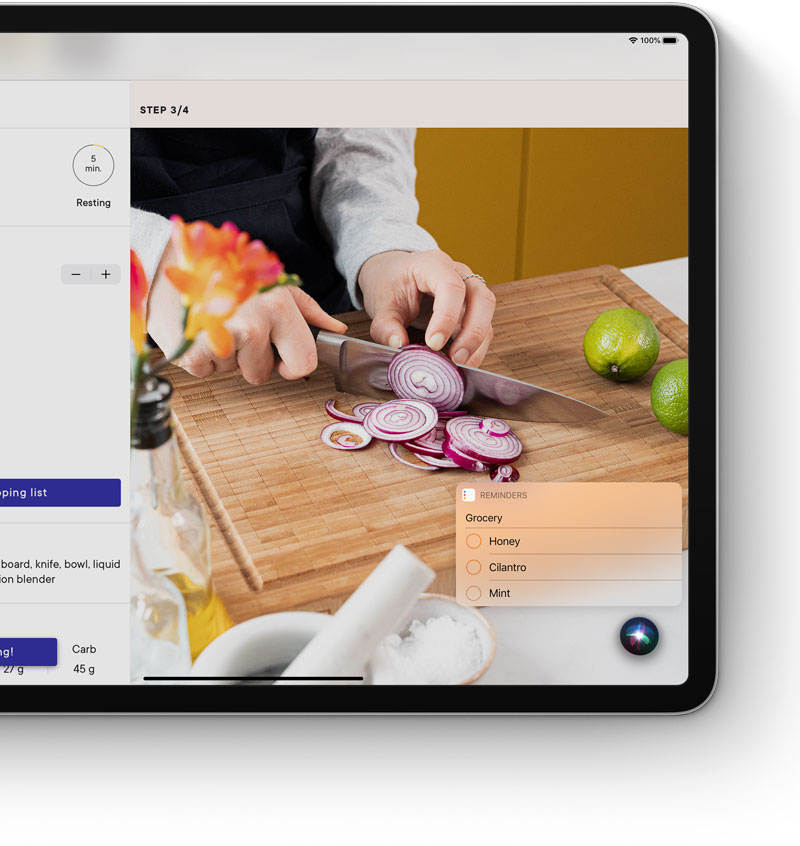 100%
STEP 3/4
5
min.
Resting
− +
pping list
board, knife, bowl, liquid
ion blender
ng!
Carb
27 g
45 g
REMINDERS
Grocery
Honey
Cilantro
Mint